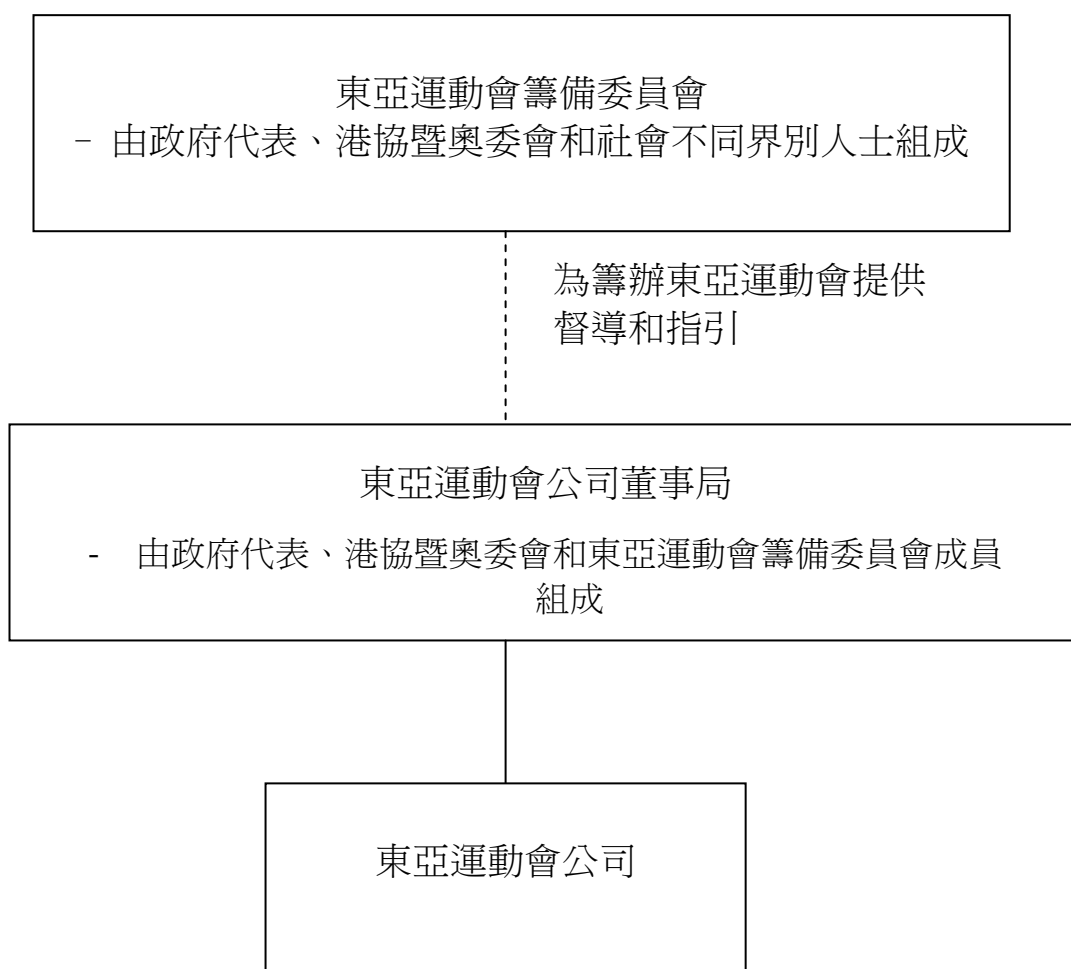 東亞運動會籌備委員會
- 由政府代表、港協暨奧委會和社會不同界別人士組成
為籌辦東亞運動會提供
督導和指引
東亞運動會公司董事局
- 由政府代表、港協暨奧委會和東亞運動會籌備委員會成員
組成
東亞運動會公司